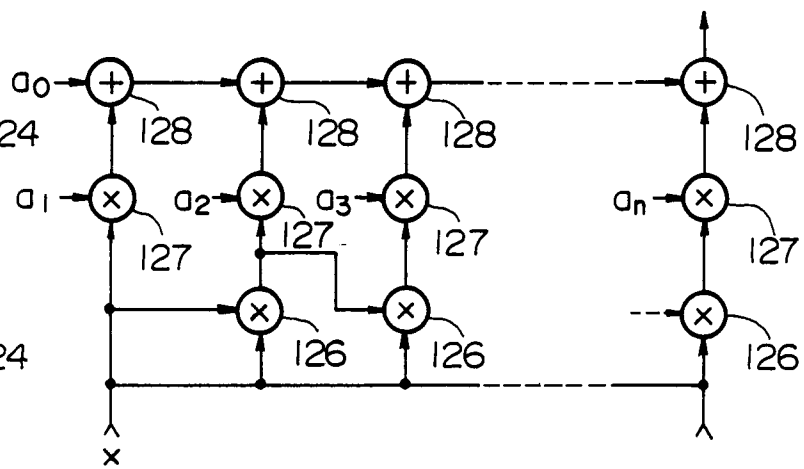 a0 + + + +
24 128 128 128 128
a1 × a2 × a3 × an ×
127 127 127 127
× × ×
24 126 126 126
×